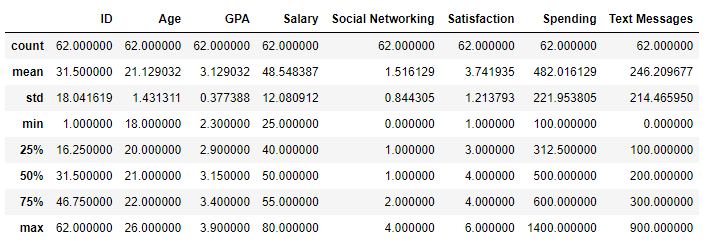 ID Age GPA Salary Social Networking Satisfaction Spending Text Messages
count 62.000000 62.000000 62.000000 62.000000 62.000000 62.000000 62.000000 62.000000
mean 31.500000 21.129032 3.129032 48.548387 1.516129 3.741935 482.016129 246.209677
std 18.041619 1.431311 0.377388 12.080912 0.844305 1.213793 221.953805 214.465950
min 1.000000 18.000000 2.300000 25.000000 0.000000 1.000000 100.000000 0.000000
25% 16.250000 20.000000 2.900000 40.000000 1.000000 3.000000 312.500000 100.000000
50% 31.500000 21.000000 3.150000 50.000000 1.000000 4.000000 500.000000 200.000000
75% 46.750000 22.000000 3.400000 55.000000 2.000000 4.000000 600.000000 300.000000
max 62.000000 26.000000 3.900000 80.000000 4.000000 6.000000 1400.000000 900.000000